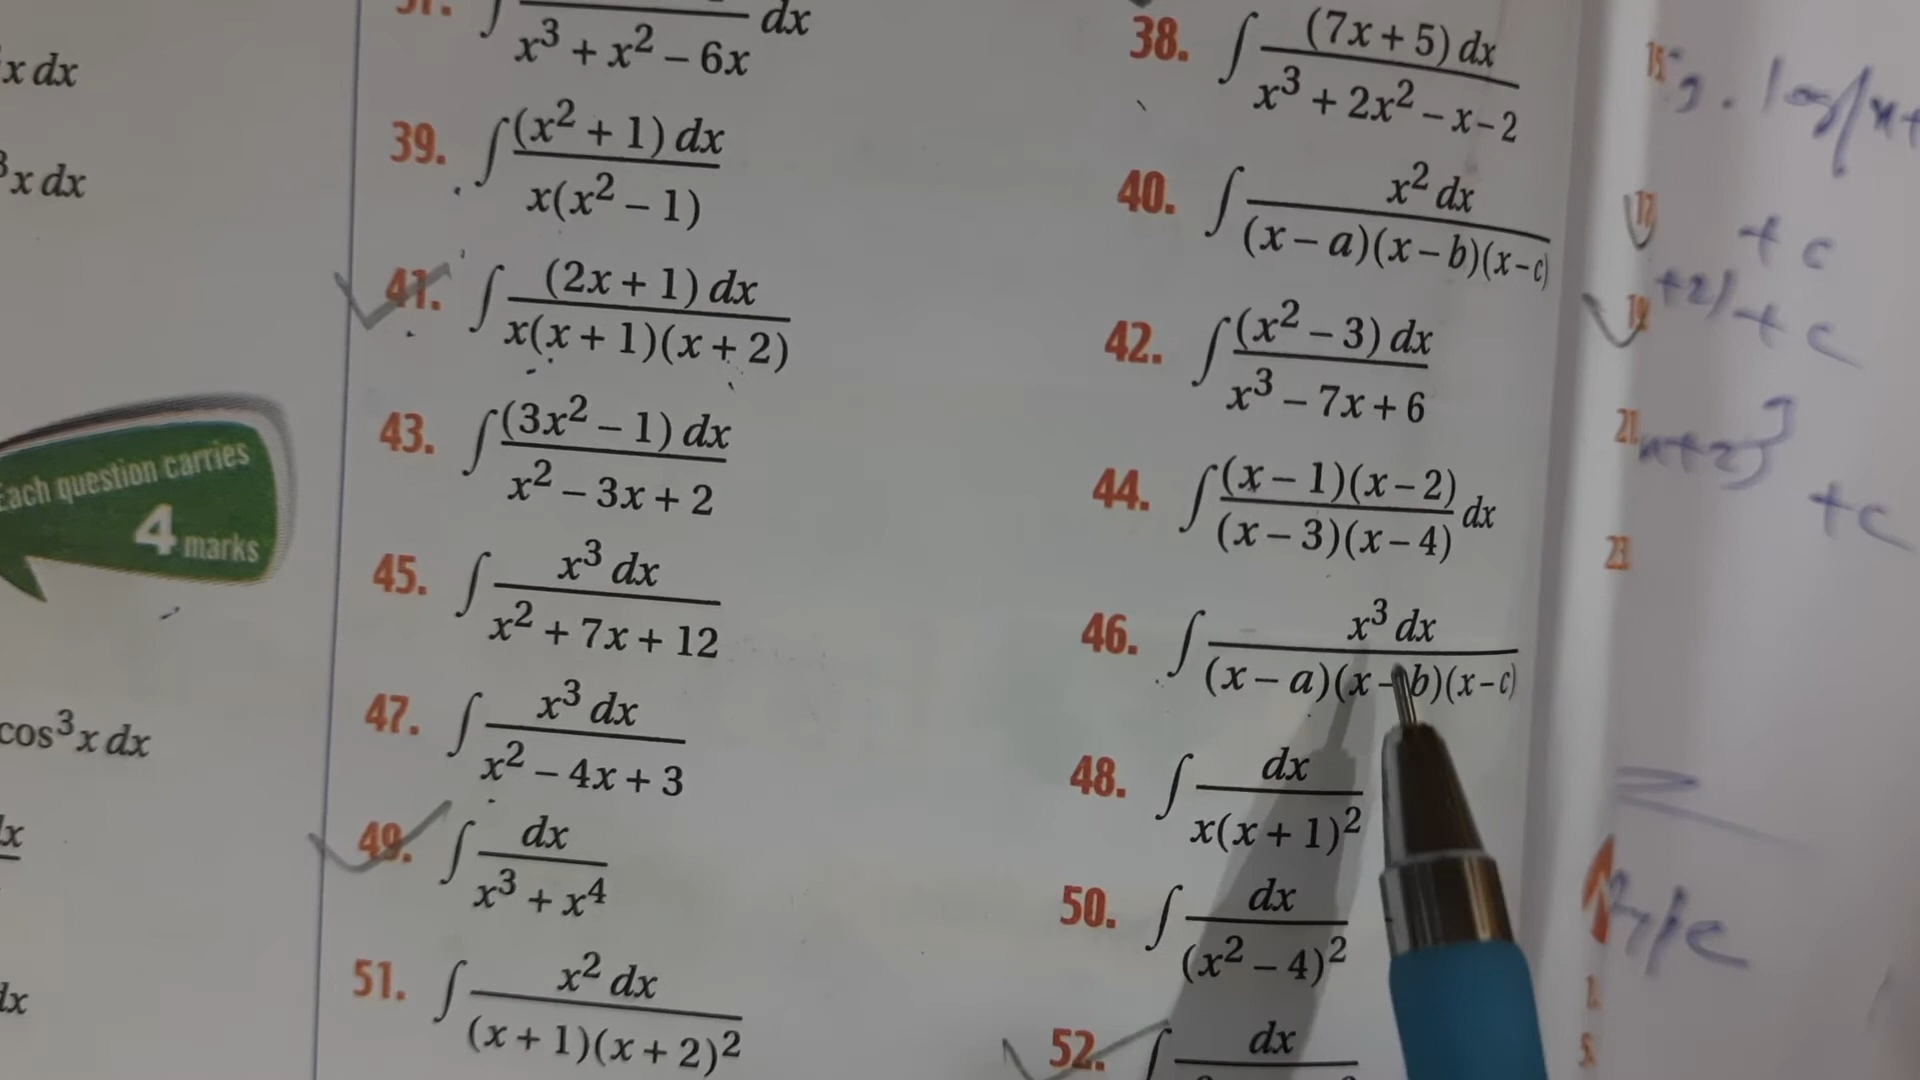 x dx
³x dx
Each question carries
4 marks
cos³x dx
dx
x³ + x² – 6x
39. ∫ (x² + 1) dx / x(x² – 1)
41. ∫ (2x + 1) dx / x(x + 1)(x + 2)
43. ∫ (3x² – 1) dx / x² – 3x + 2
45. ∫ x³ dx / x² + 7x + 12
47. ∫ x³ dx / x² – 4x + 3
49. ∫ dx / x³ + x⁴
51. ∫ x² dx / (x + 1)(x + 2)²
38. ∫ (7x + 5) dx / x³ + 2x² – x – 2
40. ∫ x² dx / (x – a)(x – b)(x – c)
42. ∫ (x² – 3) dx / x³ – 7x + 6
44. ∫ (x – 1)(x – 2) / (x – 3)(x – 4) dx
46. ∫ x³ dx / (x – a)(x – b)(x – c)
48. ∫ dx / x(x + 1)²
50. ∫ dx / (x² – 4)²
52. ∫ dx
+ c
+2) + c
+c
23